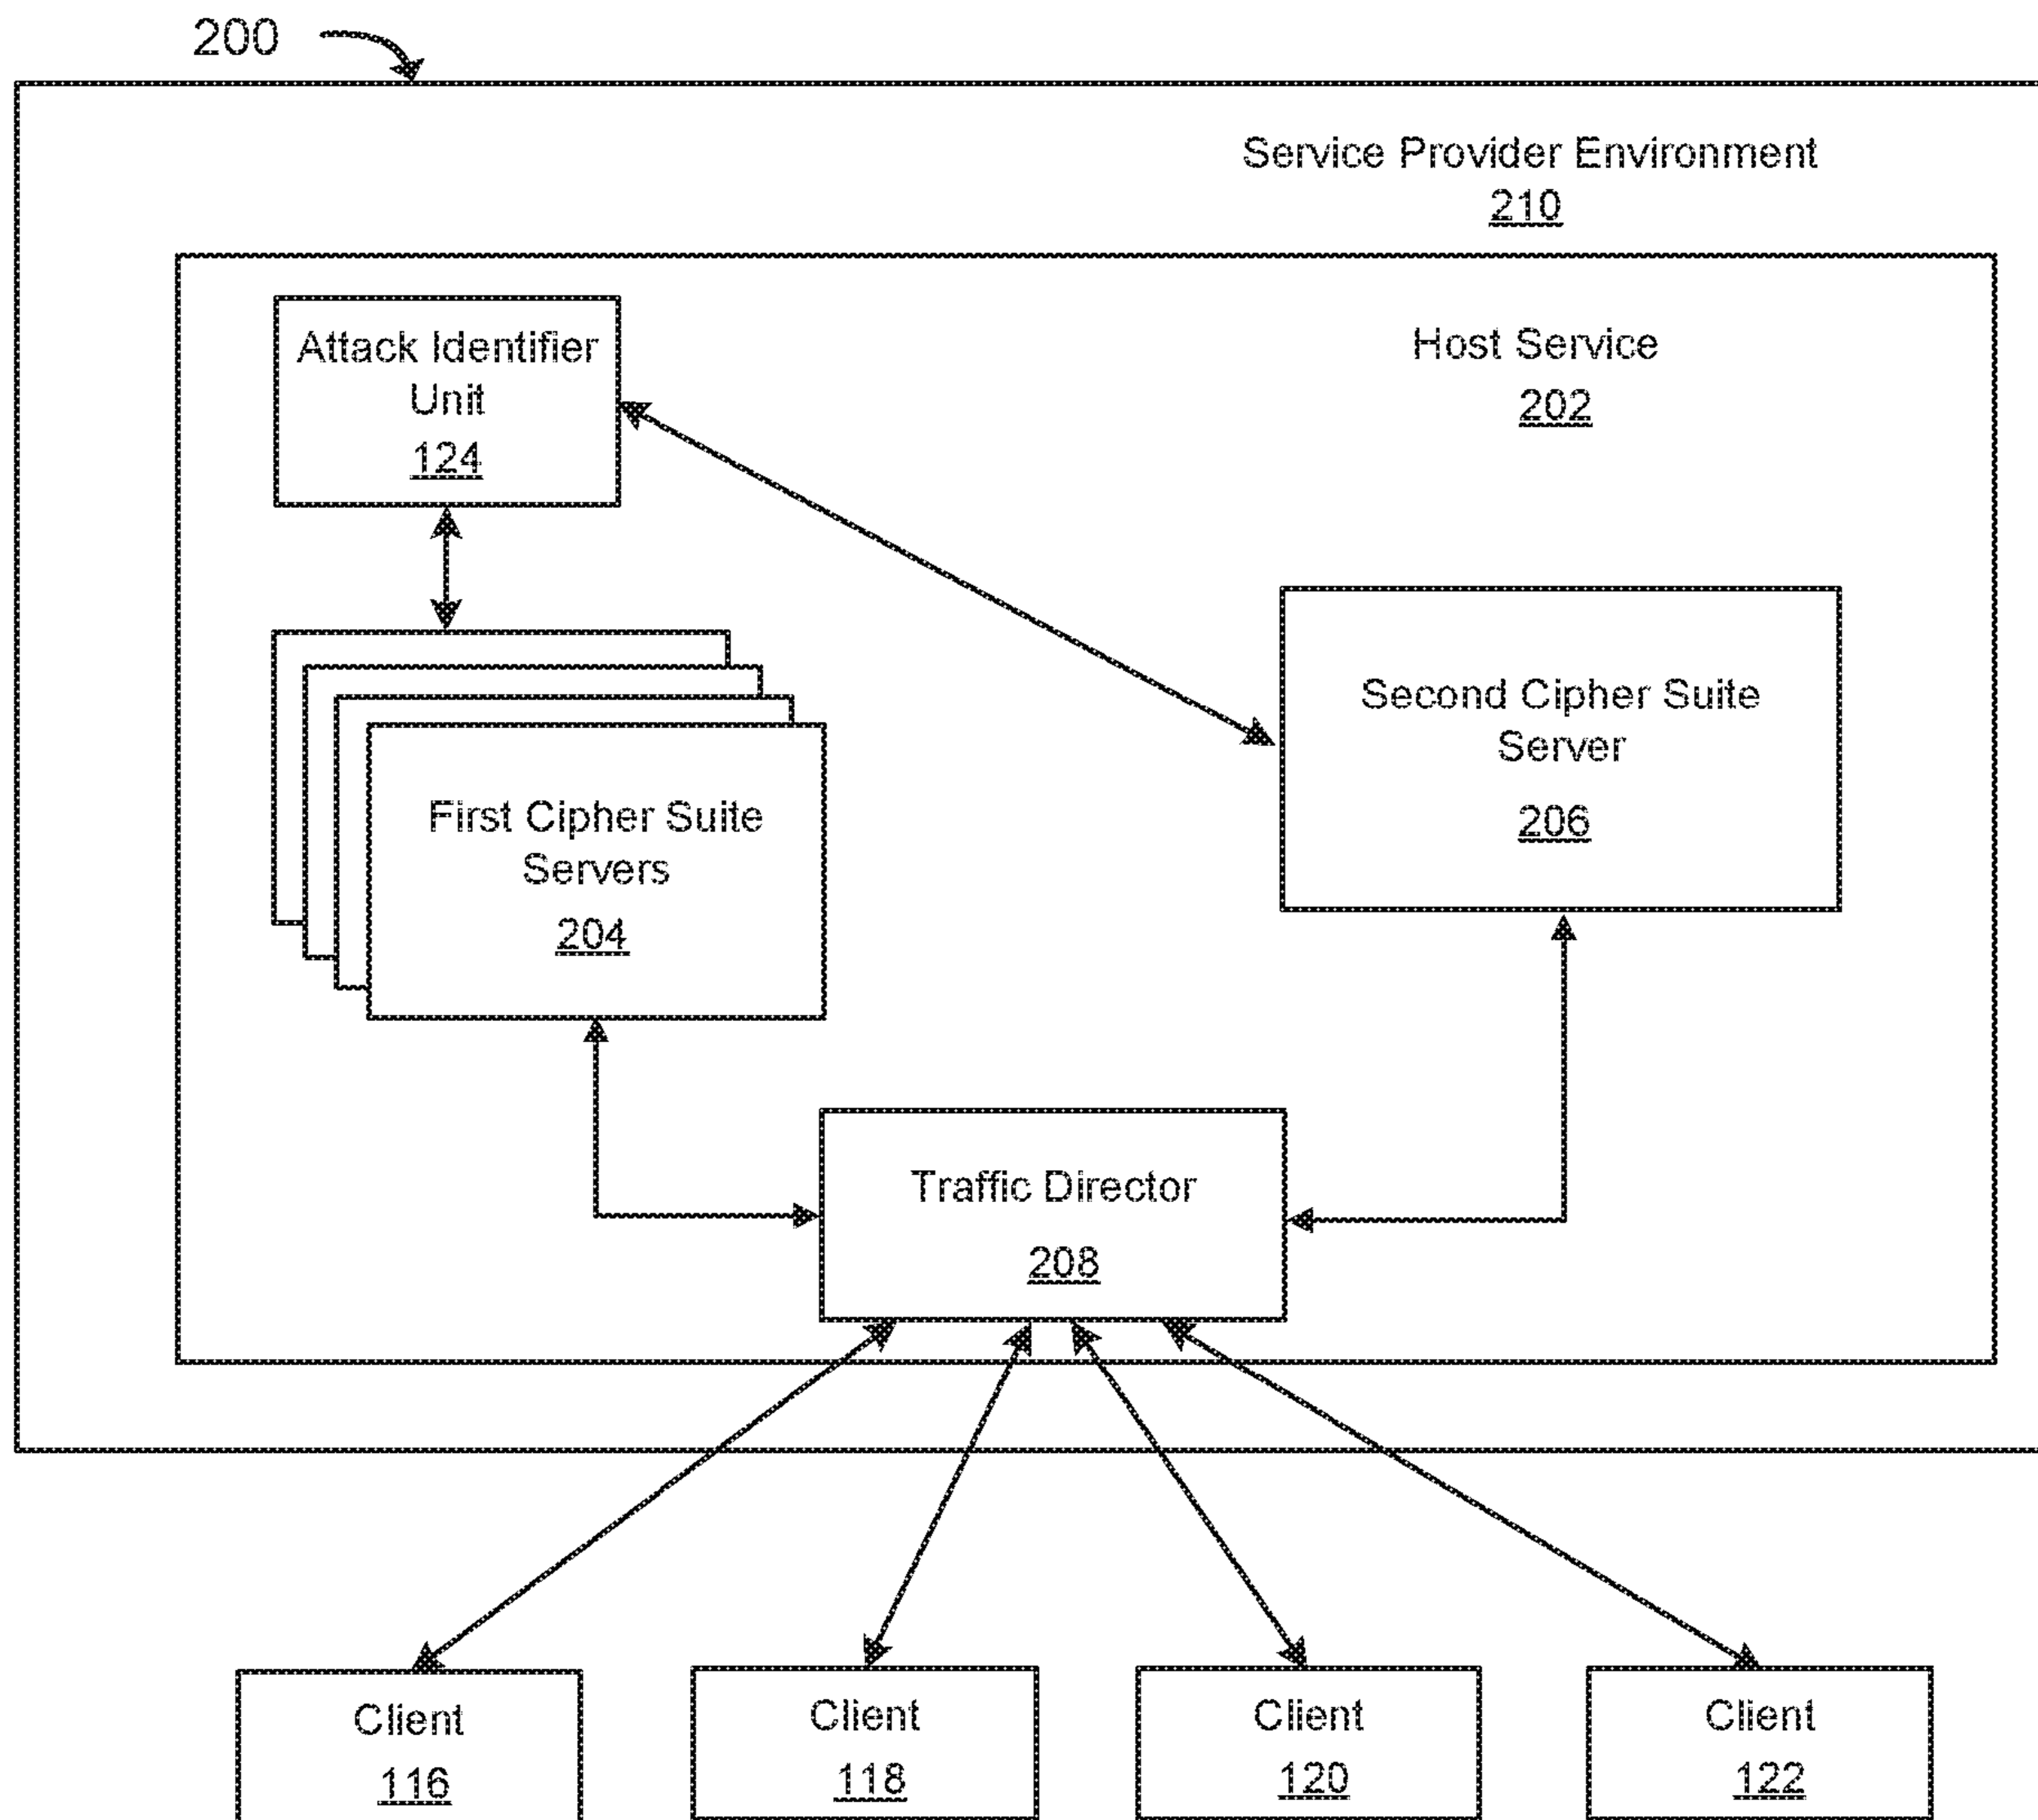 200
Service Provider Environment
210
Attack Identifier
Unit
124
Host Service
202
Second Cipher Suite
Server
206
First Cipher Suite
Servers
204
Traffic Director
208
Client
116
Client
118
Client
120
Client
122